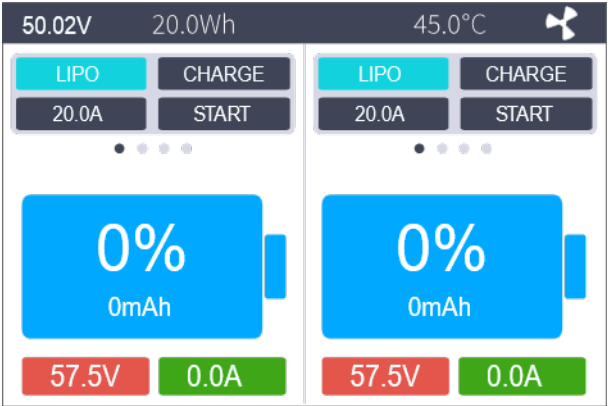 50.02V 20.0Wh 45.0°C
LIPO CHARGE LIPO CHARGE
20.0A START 20.0A START
0% 0%
0mAh 0mAh
57.5V 0.0A 57.5V 0.0A